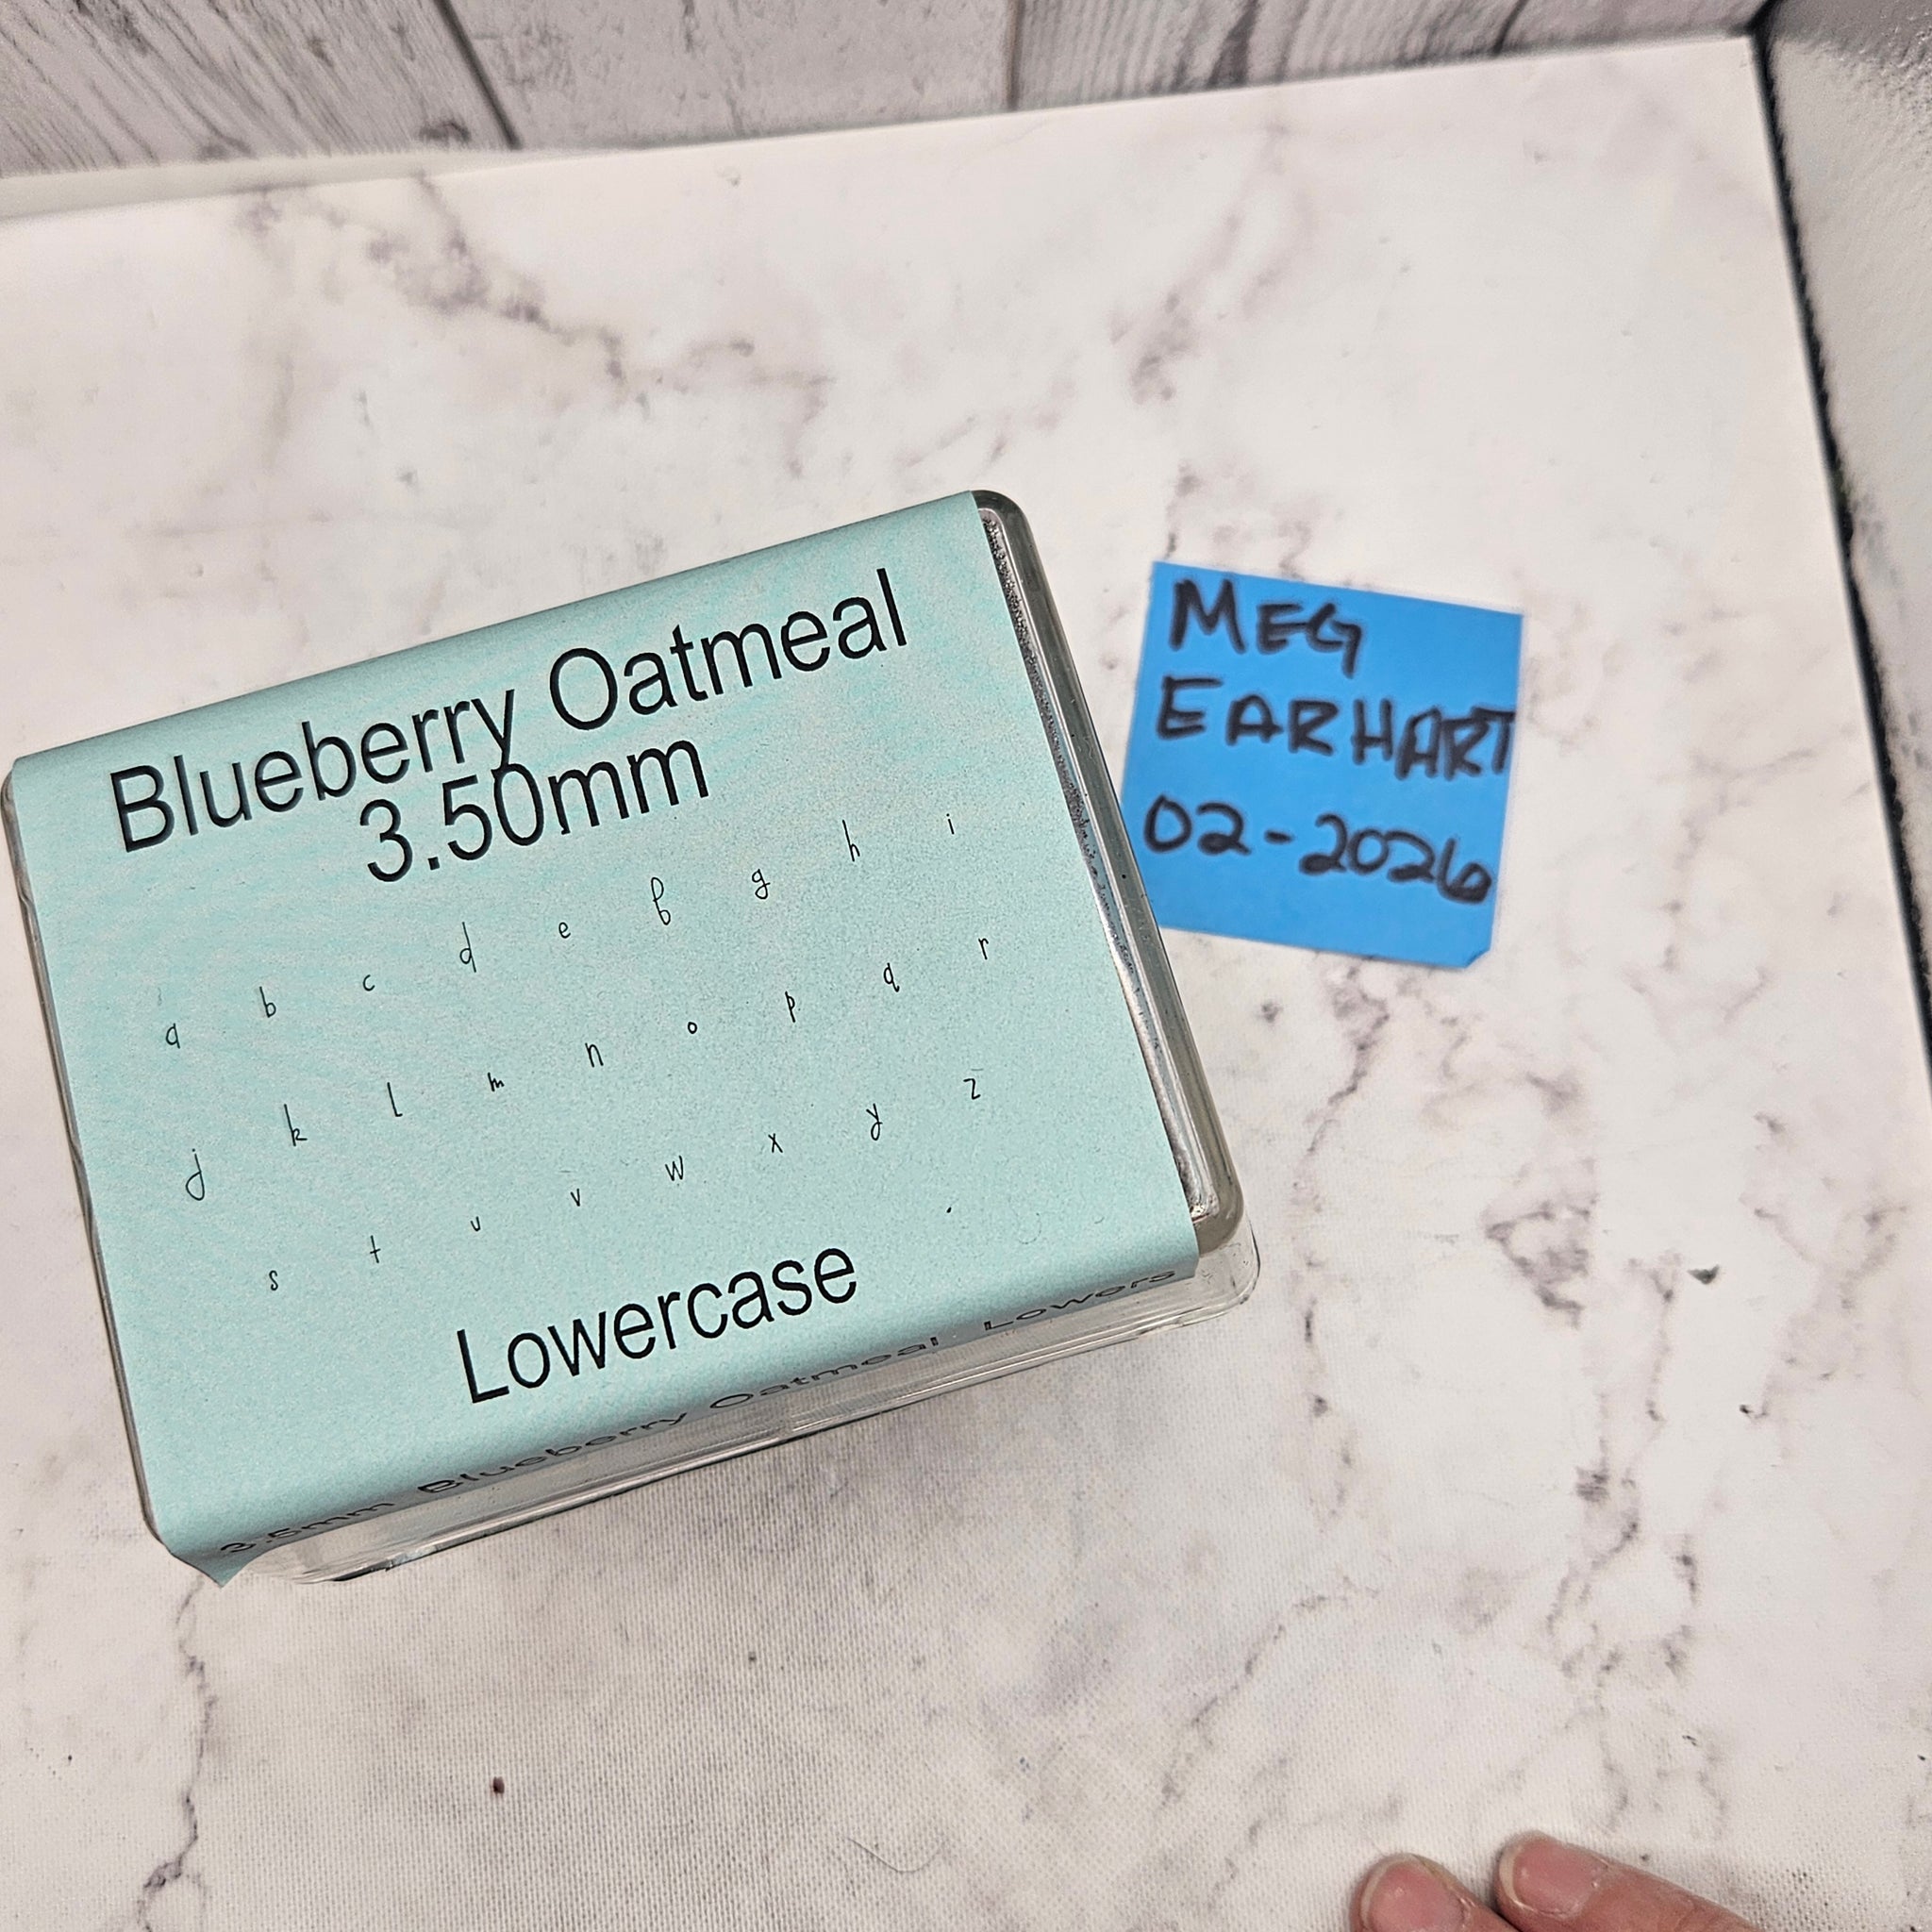 Blueberry Oatmeal
3.50mm
a b c d e f g h i
j k l m n o p q r
s t u v w x y z
Lowercase
3.5mm Blueberry Oatmeal Lowers
MEG
EARHART
02-2026